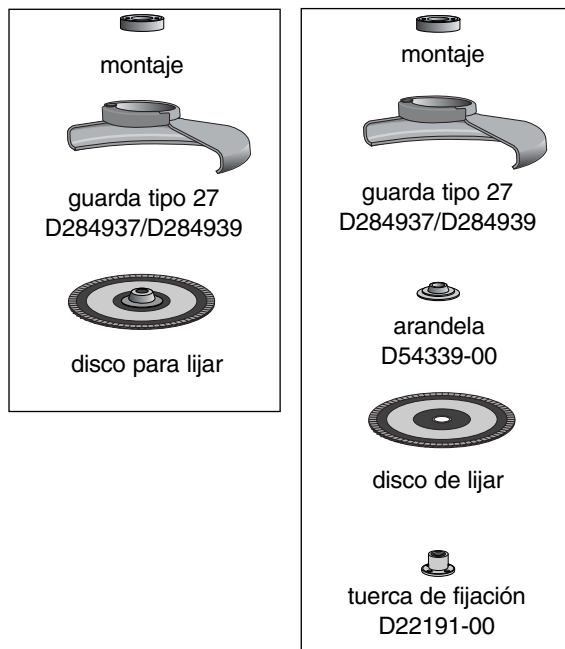 montaje
guarda tipo 27
D284937/D284939
disco para lijar
montaje
guarda tipo 27
D284937/D284939
arandela
D54339-00
disco de lijar
tuerca de fijación
D22191-00